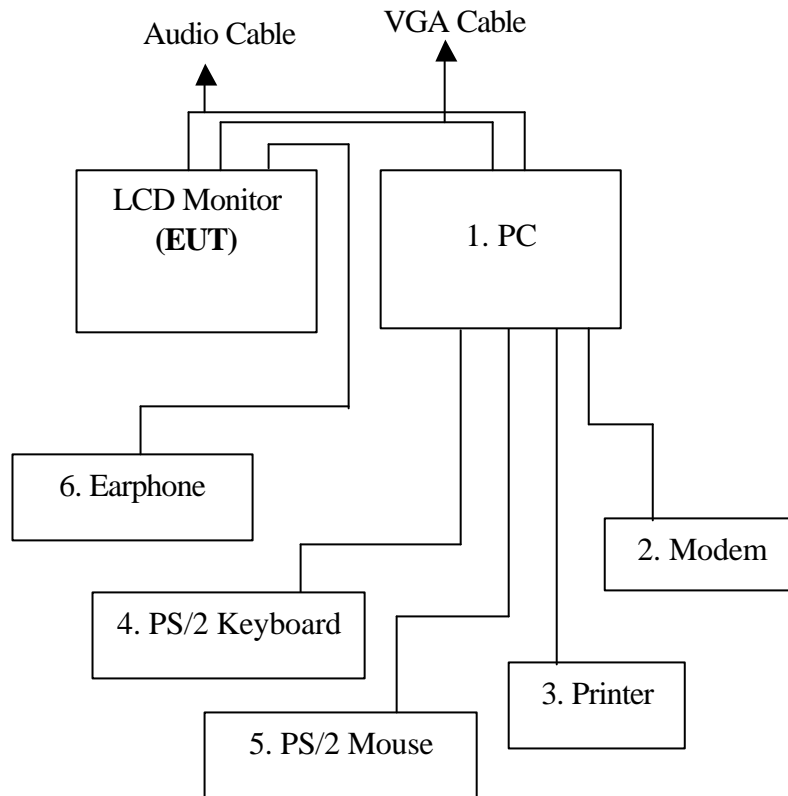 Audio Cable
VGA Cable
LCD Monitor
(EUT)
1. PC
6. Earphone
2. Modem
4. PS/2 Keyboard
3. Printer
5. PS/2 Mouse